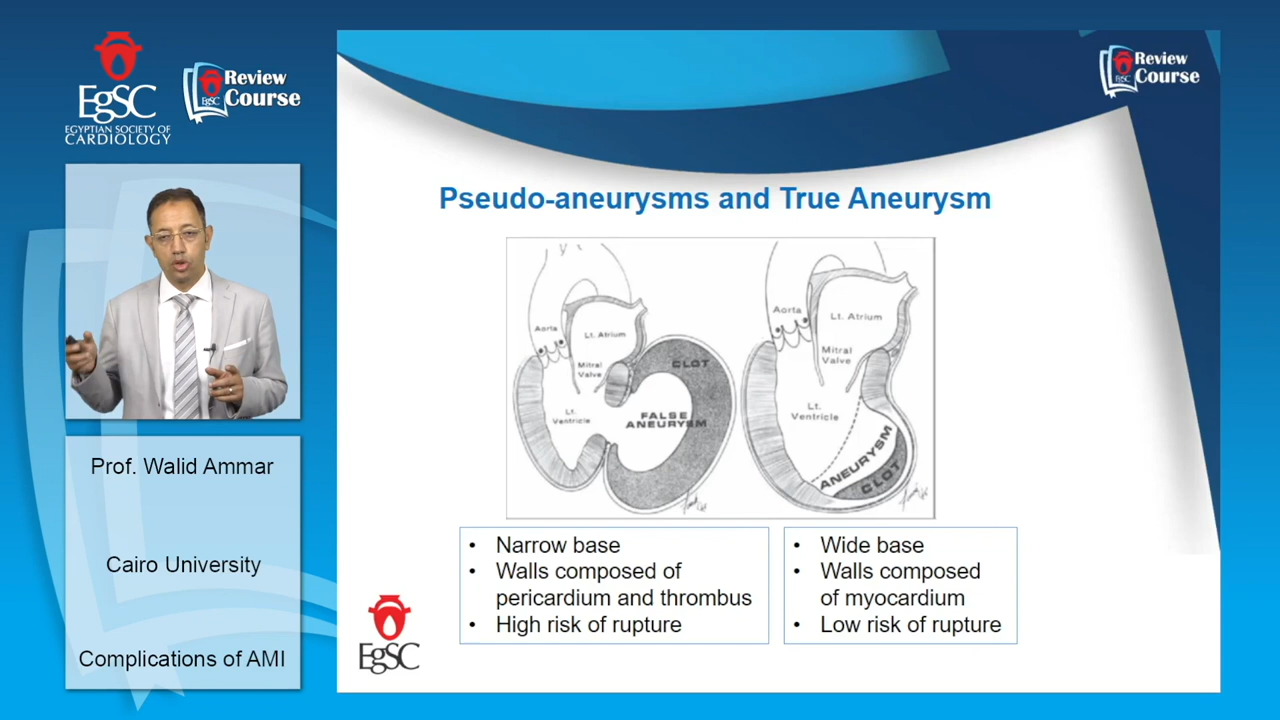 EgSC
EGYPTIAN SOCIETY OF
CARDIOLOGY
Review
Course
EgSC
Review
Course
EgSC
Prof. Walid Ammar
Cairo University
Complications of AMI
Pseudo-aneurysms and True Aneurysm
Aorta
Lt. Atrium
Mitral
Valve
Lt.
Ventricle
CLOT
FALSE
ANEURYSM
Aorta
Lt. Atrium
Mitral
Valve
Lt.
Ventricle
ANEURYSM
CLOT
• Narrow base
• Walls composed of
pericardium and thrombus
• High risk of rupture
• Wide base
• Walls composed
of myocardium
• Low risk of rupture
EgSC